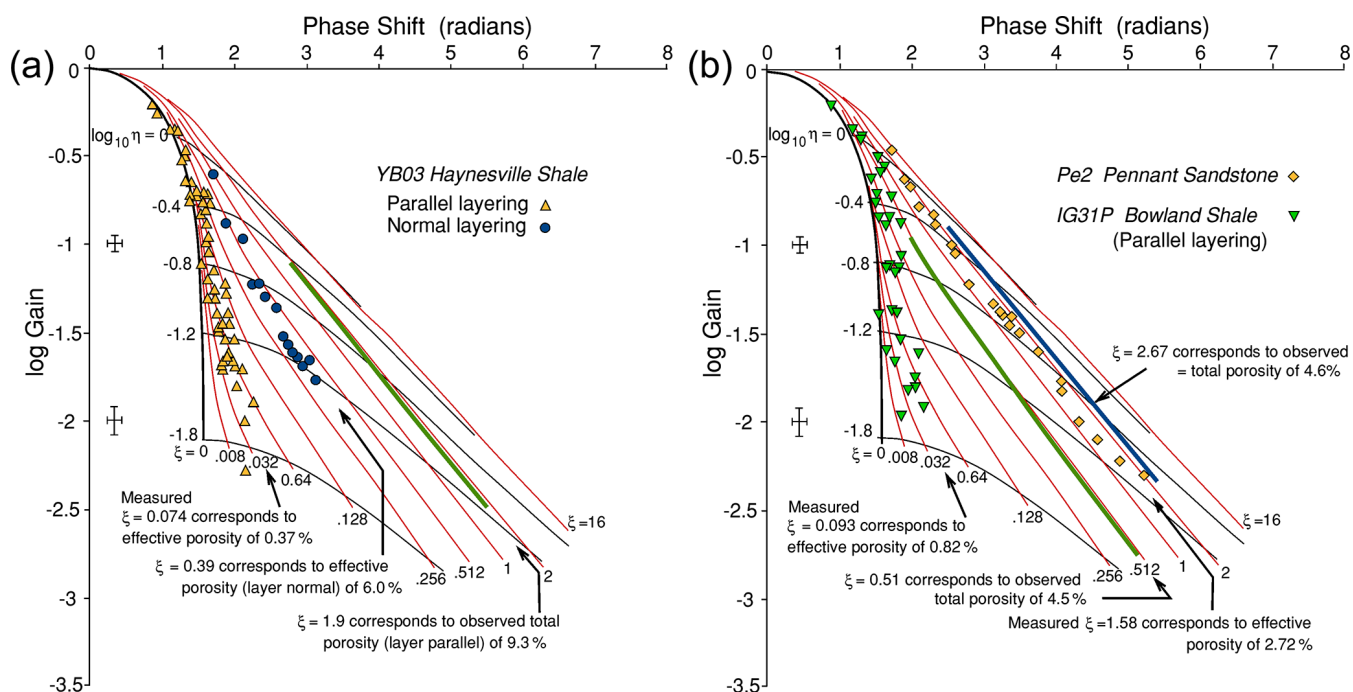 (a)
Phase Shift (radians)
0 1 2 3 4 5 6 7 8
log Gain
0
-0.5
-1
-1.5
-2
-2.5
-3
-3.5
log₁₀ η = 0
-0.4
-0.8
-1.2
-1.8
YB03 Haynesville Shale
Parallel layering
Normal layering
ξ = 0
.008
.032
0.64
.128
.256
.512
1
2
ξ=16
Measured
ξ = 0.074 corresponds to
effective porosity of 0.37 %
ξ = 0.39 corresponds to effective
porosity (layer normal) of 6.0 %
ξ = 1.9 corresponds to observed total
porosity (layer parallel) of 9.3 %
(b)
Phase Shift (radians)
0 1 2 3 4 5 6 7 8
log Gain
0
-0.5
-1
-1.5
-2
-2.5
-3
-3.5
log₁₀ η = 0
-0.4
-0.8
-1.2
-1.8
Pe2 Pennant Sandstone
IG31P Bowland Shale
(Parallel layering)
ξ = 2.67 corresponds to observed
= total porosity of 4.6%
ξ = 0
.008
.032
0.64
.128
.256
.512
1
2
ξ=16
Measured
ξ = 0.093 corresponds to
effective porosity of 0.82 %
ξ = 0.51 corresponds to observed
total porosity of 4.5 %
Measured ξ =1.58 corresponds to effective
porosity of 2.72 %